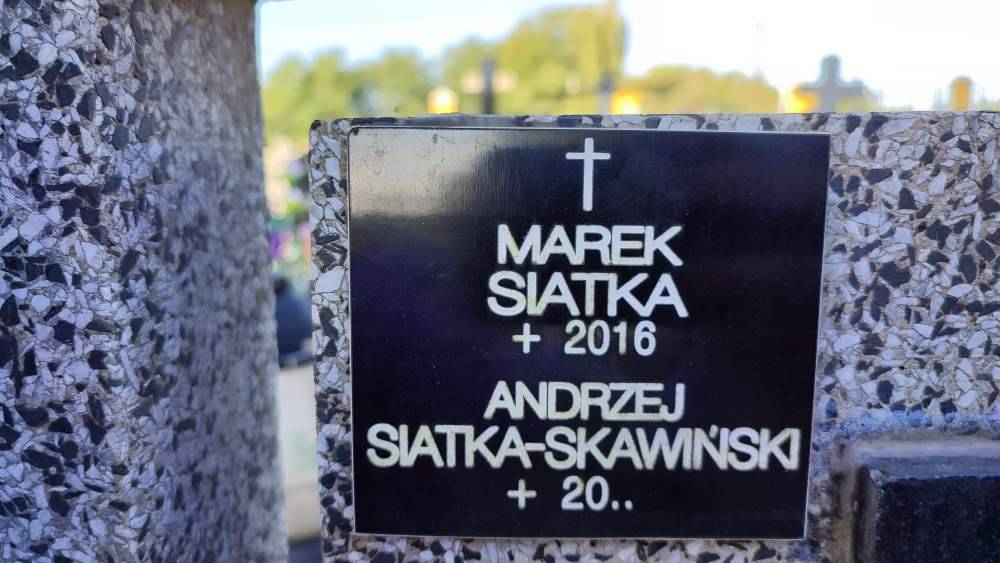 MAREK
SIATKA
+ 2016
ANDRZEJ
SIATKA-SKAWIŃSKI
+ 20..